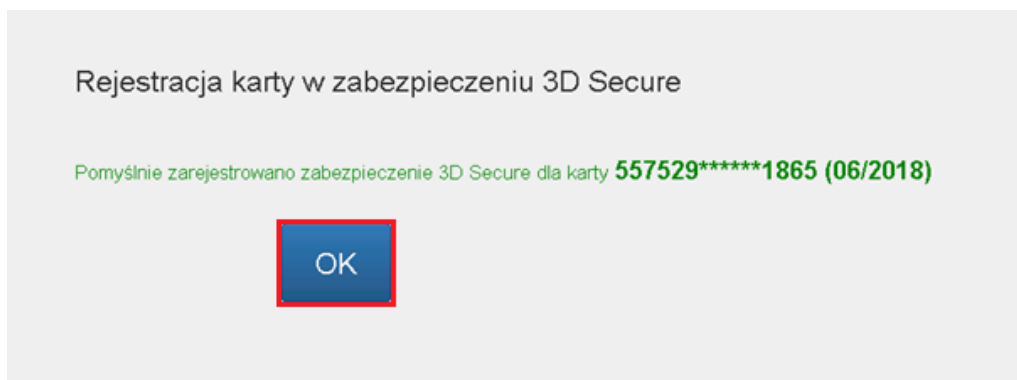 Rejestracja karty w zabezpieczeniu 3D Secure
Pomyślnie zarejestrowano zabezpieczenie 3D Secure dla karty 557529******1865 (06/2018)
OK